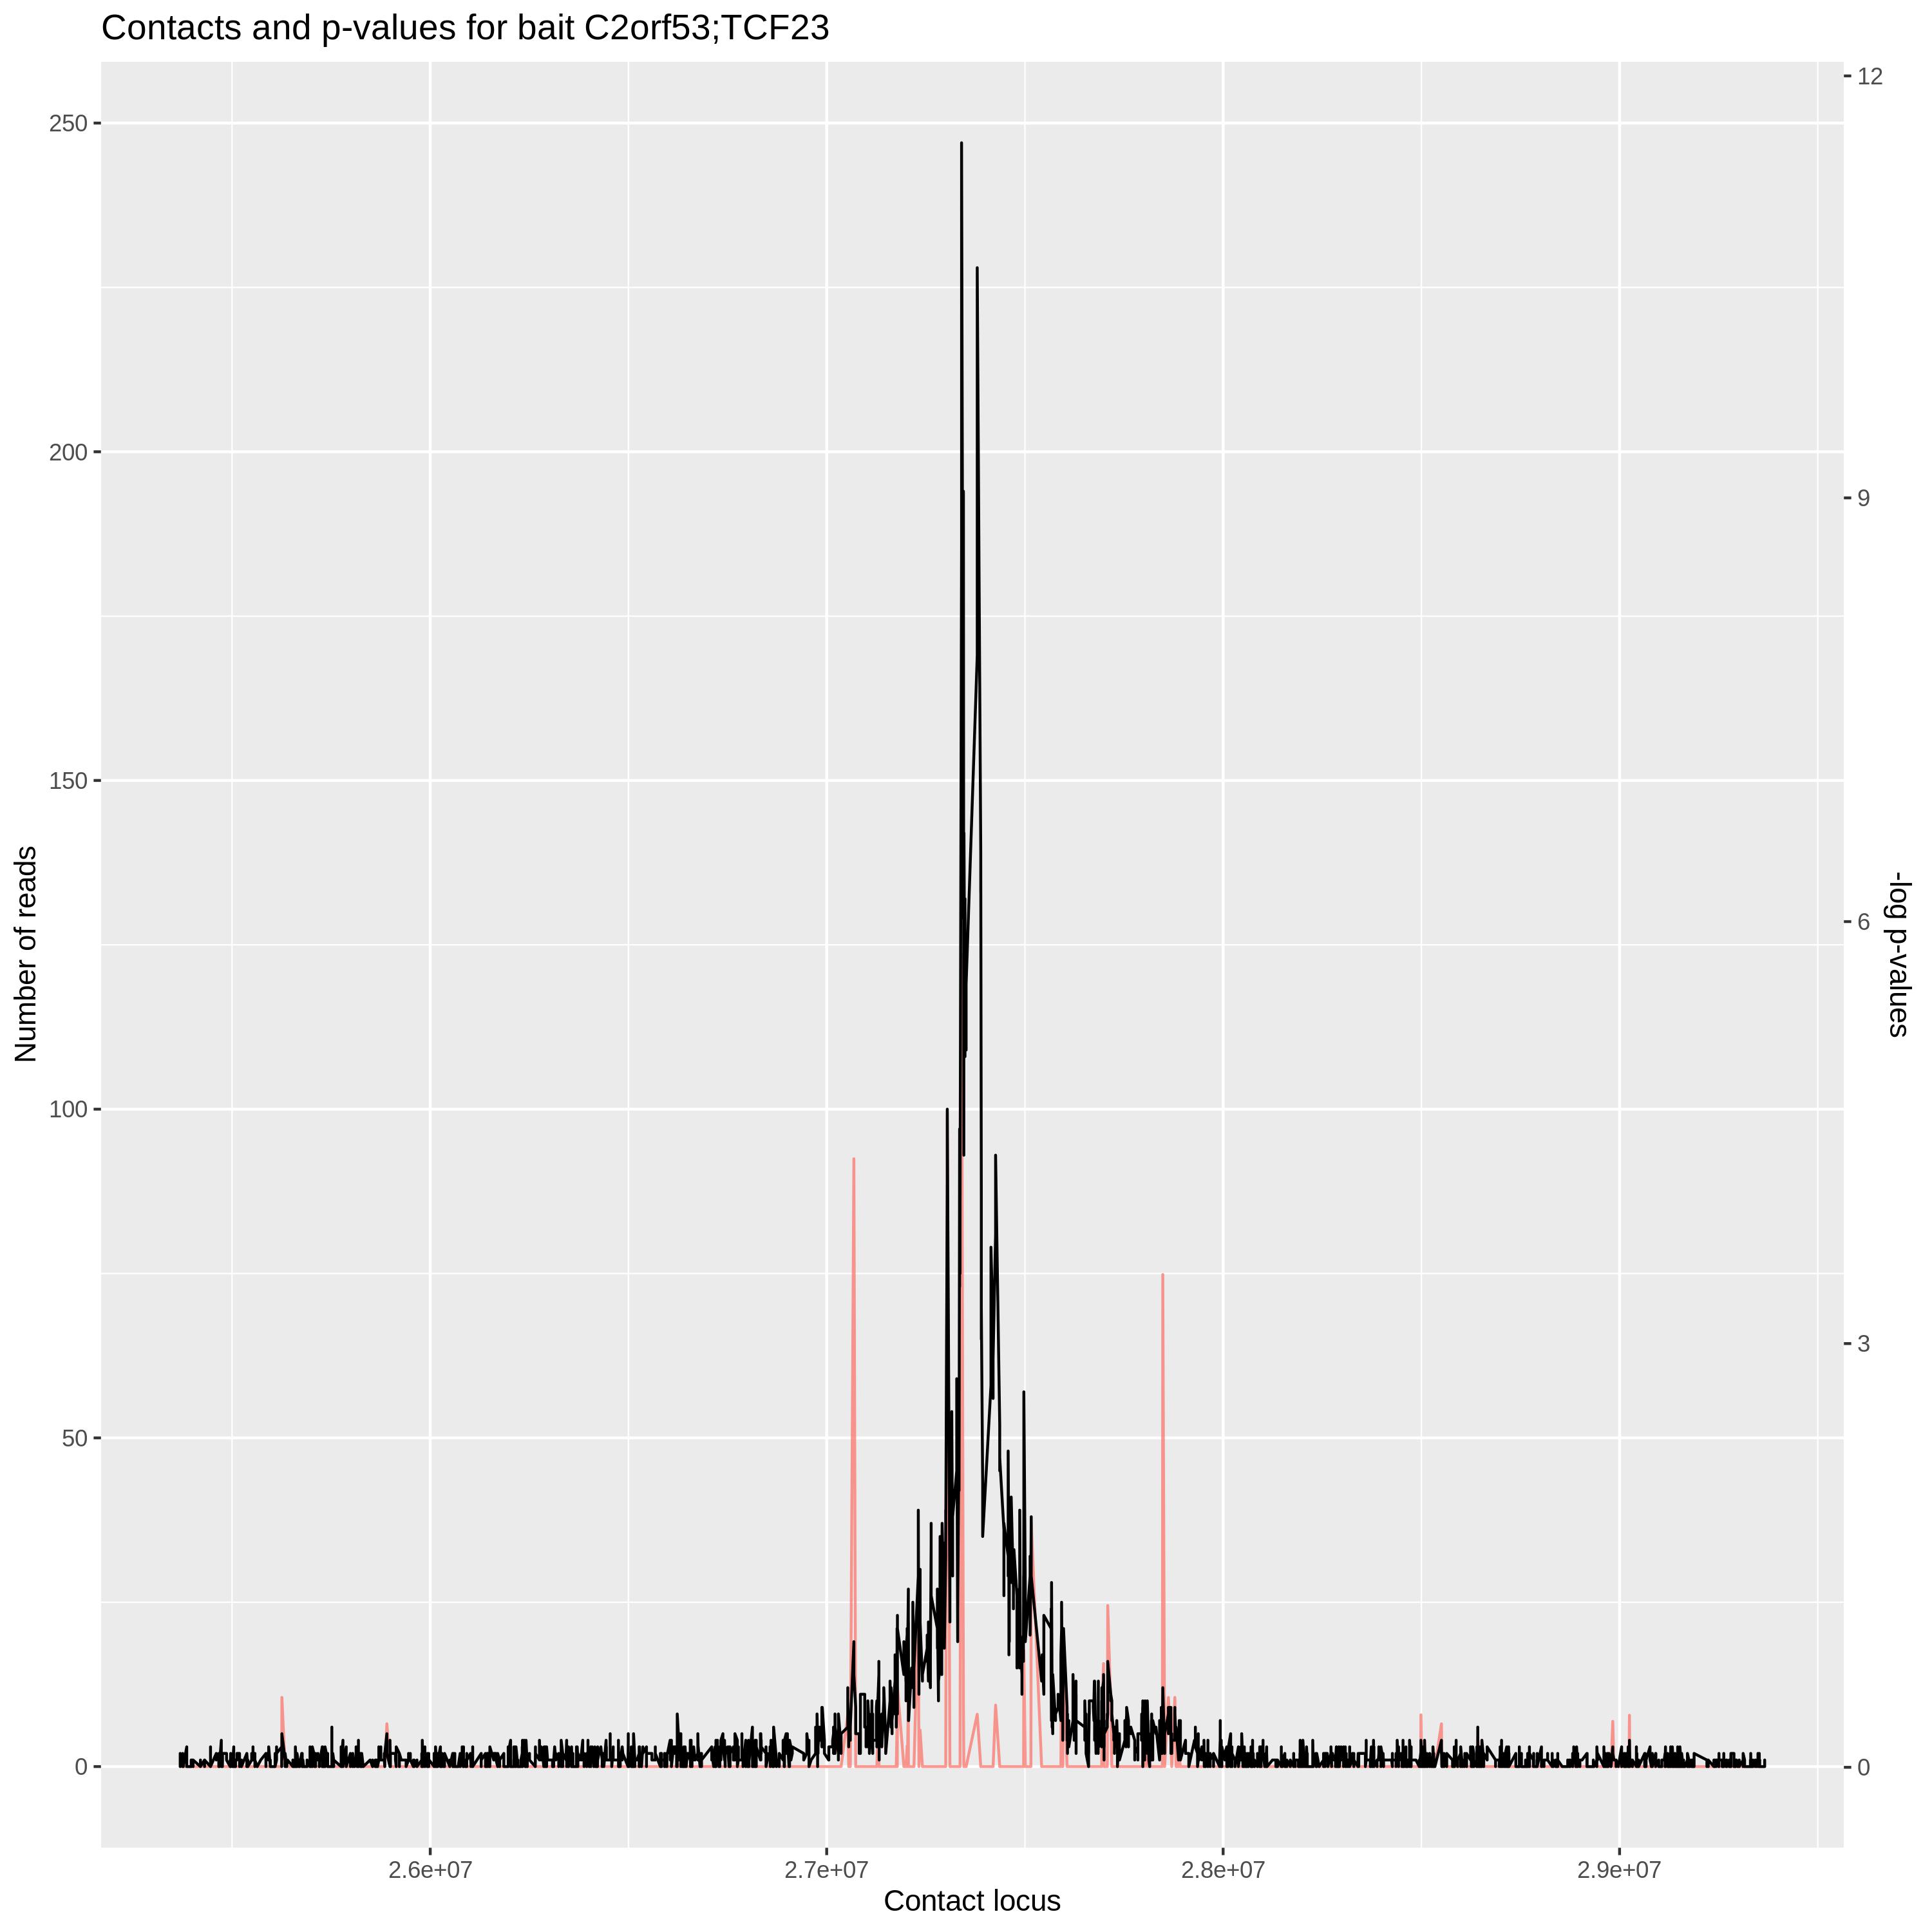 Contacts and p-values for bait C2orf53;TCF23
250
200
150
100
50
0
Number of reads
12
9
6
3
0
-log p-values
2.6e+07
2.7e+07
2.8e+07
2.9e+07
Contact locus